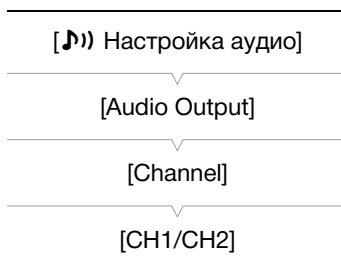 [♪)) Настройка аудио]
[Audio Output]
[Channel]
[CH1/CH2]